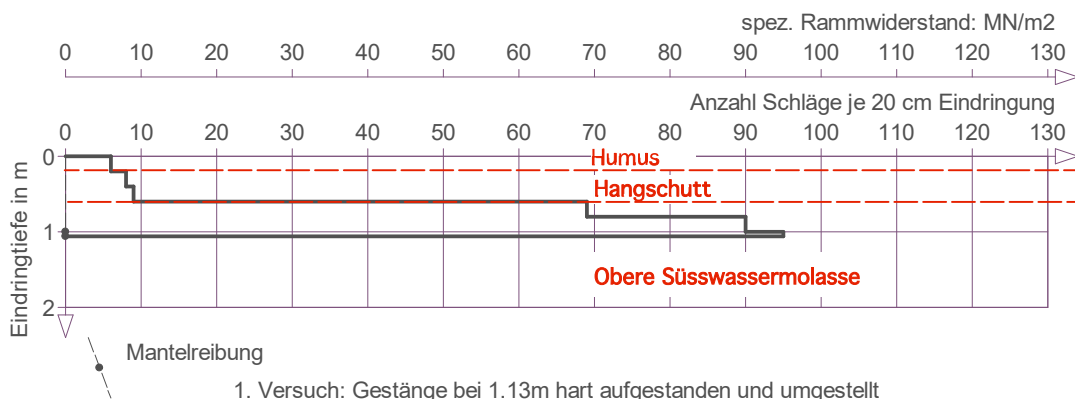 spez. Rammwiderstand: MN/m2
0 10 20 30 40 50 60 70 80 90 100 110 120 130
Anzahl Schläge je 20 cm Eindringung
0 10 20 30 40 50 60 70 80 90 100 110 120 130
0
Humus
Hangschutt
1
Obere Süsswassermolasse
2
Eindringtiefe in m
Mantelreibung
1. Versuch: Gestänge bei 1.13m hart aufgestanden und umgestellt